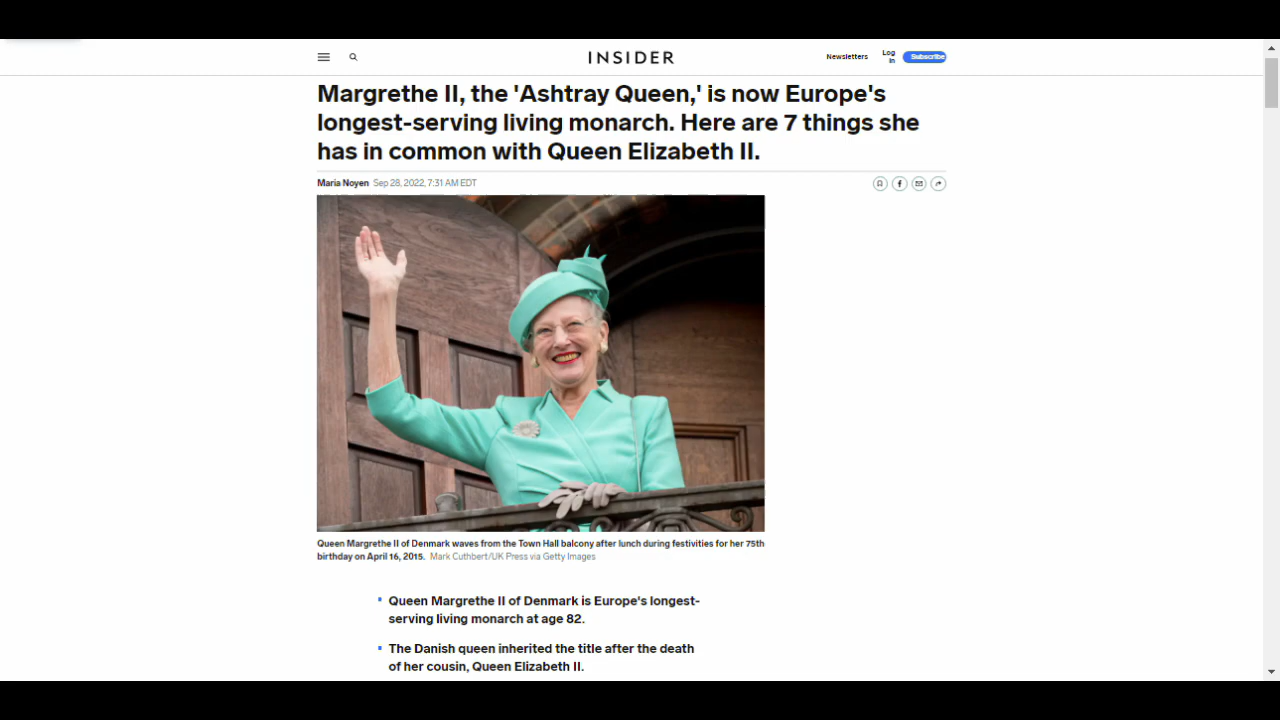 INSIDER
Newsletters
Log
in
Subscribe
Margrethe II, the 'Ashtray Queen,' is now Europe's
longest-serving living monarch. Here are 7 things she
has in common with Queen Elizabeth II.
Maria Noyen Sep 28, 2022, 7:31 AM EDT
Queen Margrethe II of Denmark waves from the Town Hall balcony after lunch during festivities for her 75th
birthday on April 16, 2015. Mark Cuthbert/UK Press via Getty Images
Queen Margrethe II of Denmark is Europe's longest-
serving living monarch at age 82.
The Danish queen inherited the title after the death
of her cousin, Queen Elizabeth II.